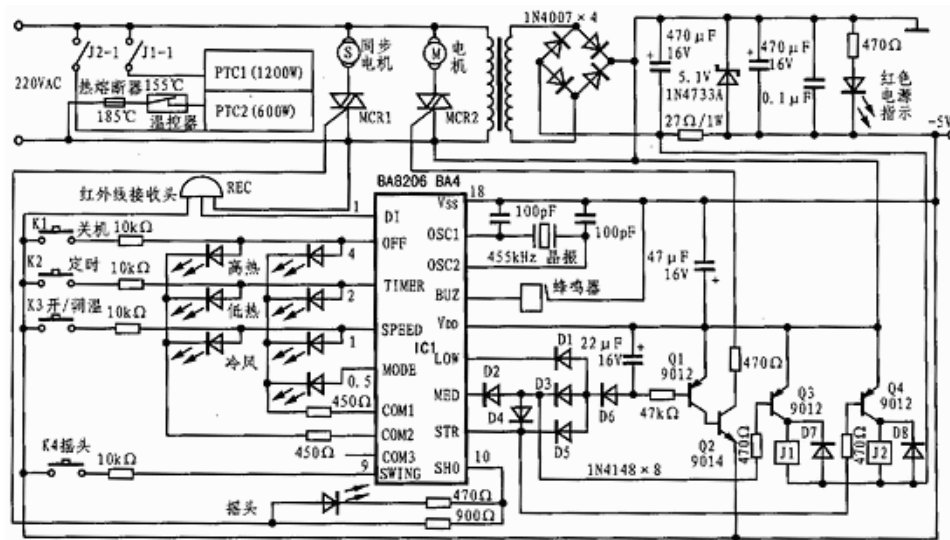 1N4007×4
J2-1
J1-1
220VAC
热熔断器
155℃
185℃
温控器
PTC1(1200W)
PTC2(600W)
S
同步
电机
M
电机
MCR1
MCR2
470μF
16V
5.1V
1N4733A
470μF
16V
0.1μF
470Ω
红色
电源
指示
27Ω/1W
-5V
红外线接收头
REC
BA8206 BA4
1
18
DI
VSS
100pF
100pF
K1
关机
10kΩ
OFF
高热
4
OSC1
455kHz
晶振
OSC2
47μF
16V
K2
定时
10kΩ
TIMER
低热
2
BUZ
蜂鸣器
K3开/调温
10kΩ
SPEED
冷风
1
VDD
IC1
22μF
16V
MODE
0.5
LOW
D1
450Ω
COM1
MED
D2
D3
D4
D6
47kΩ
Q1
9012
470Ω
Q3
9012
Q4
9012
COM2
STR
D5
Q2
9014
470Ω
J1
D7
470Ω
J2
D8
450Ω
COM3
1N4148×8
K4摇头
10kΩ
9
SWING
10
SHO
摇头
470Ω
900Ω